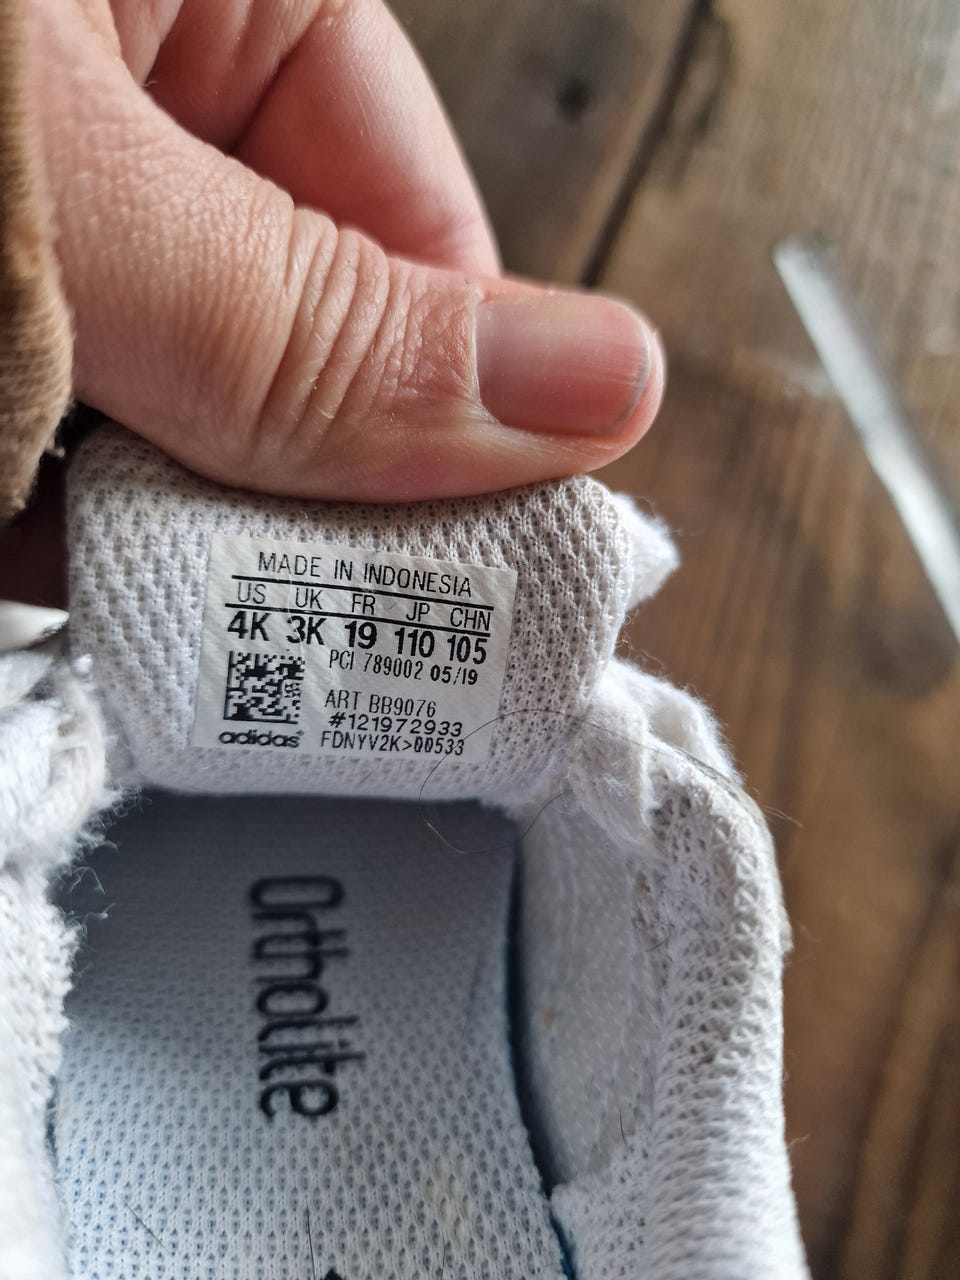 MADE IN INDONESIA
US UK FR JP CHN
4K 3K 19 110 105
PCI 789002 05/19
ART BB9076
#121972933
adidas® FDNYV2K>00533
Ortholite